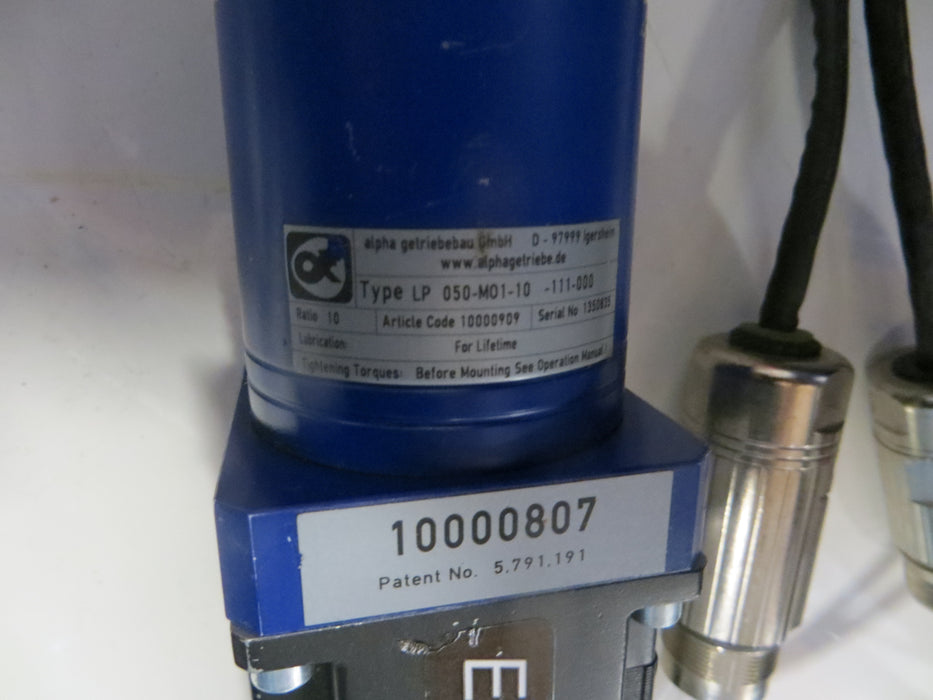 alpha getriebebau GmbH D - 97999 Igersheim
www.alphagetriebe.de
Type LP 050-MO1-10 -111-000
Ratio 10 Article Code 10000909 Serial No 1350835
Lubrication: For Lifetime
Tightening Torques: Before Mounting See Operation Manual !
10000807
Patent No. 5,791,191
E